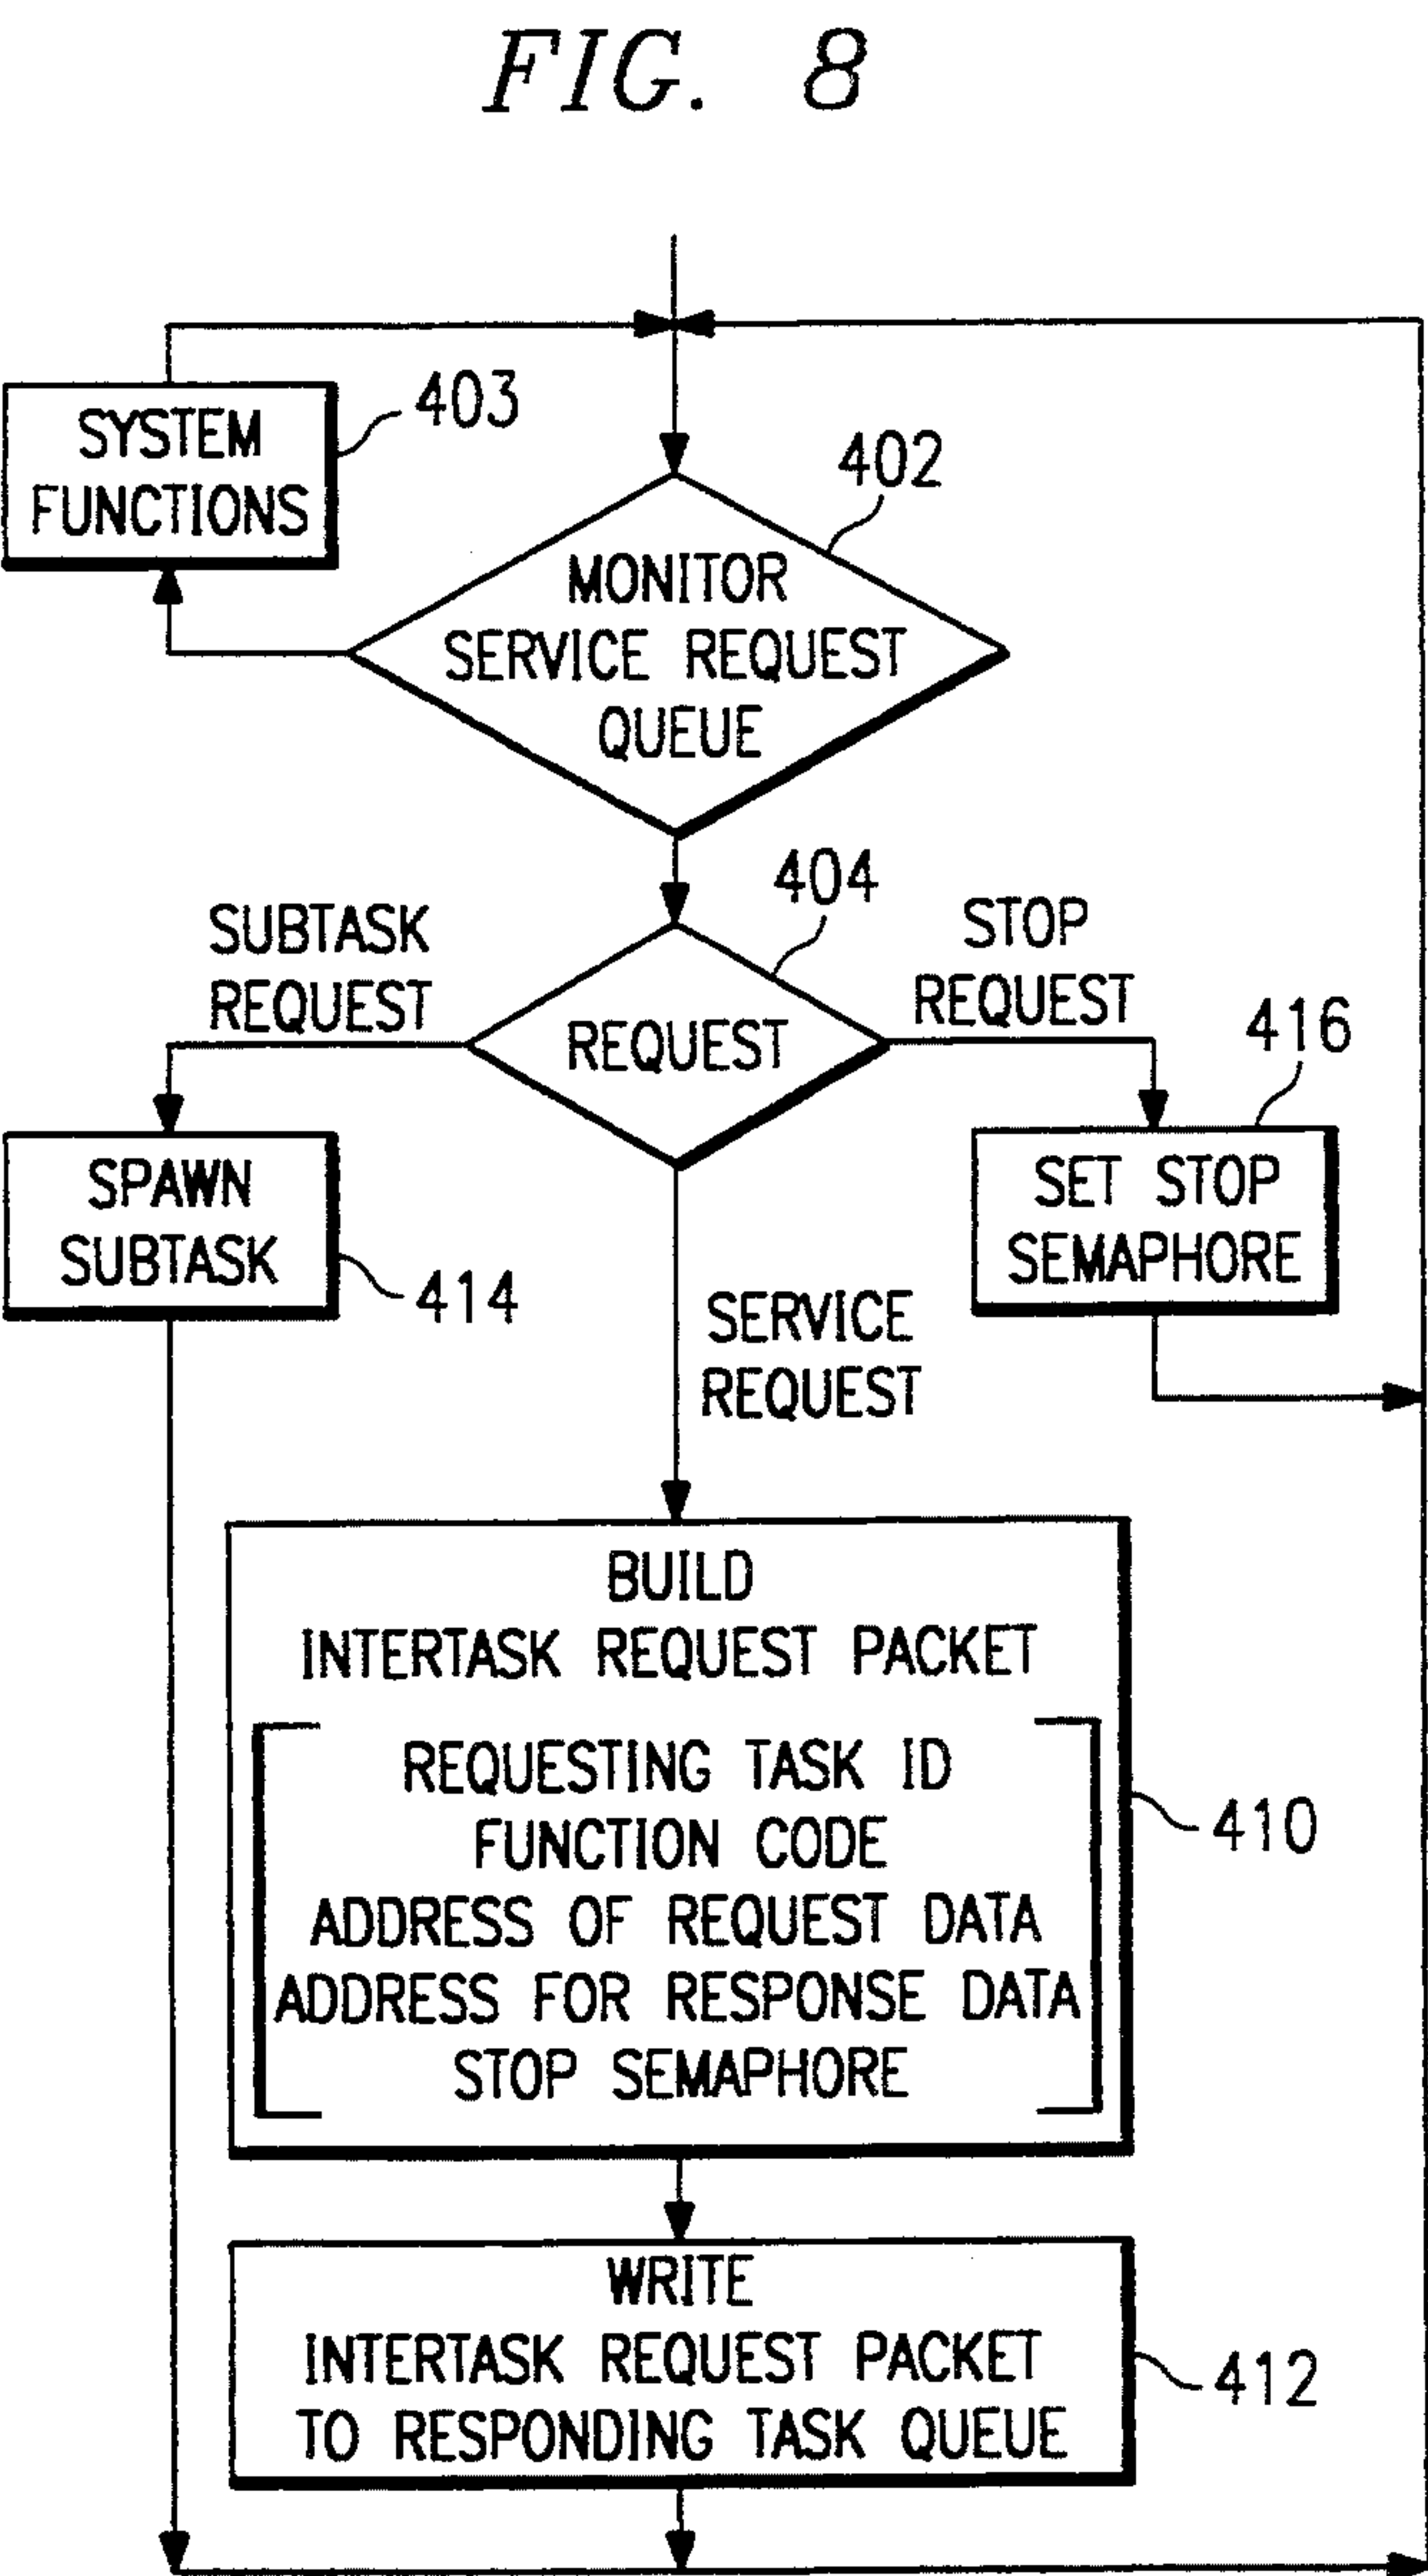 FIG. 8
403
SYSTEM
FUNCTIONS
402
MONITOR
SERVICE REQUEST
QUEUE
404
SUBTASK
REQUEST
REQUEST
STOP
REQUEST
416
SPAWN
SUBTASK
414
SET STOP
SEMAPHORE
SERVICE
REQUEST
BUILD
INTERTASK REQUEST PACKET
REQUESTING TASK ID
FUNCTION CODE
ADDRESS OF REQUEST DATA
ADDRESS FOR RESPONSE DATA
STOP SEMAPHORE
410
WRITE
INTERTASK REQUEST PACKET
TO RESPONDING TASK QUEUE
412